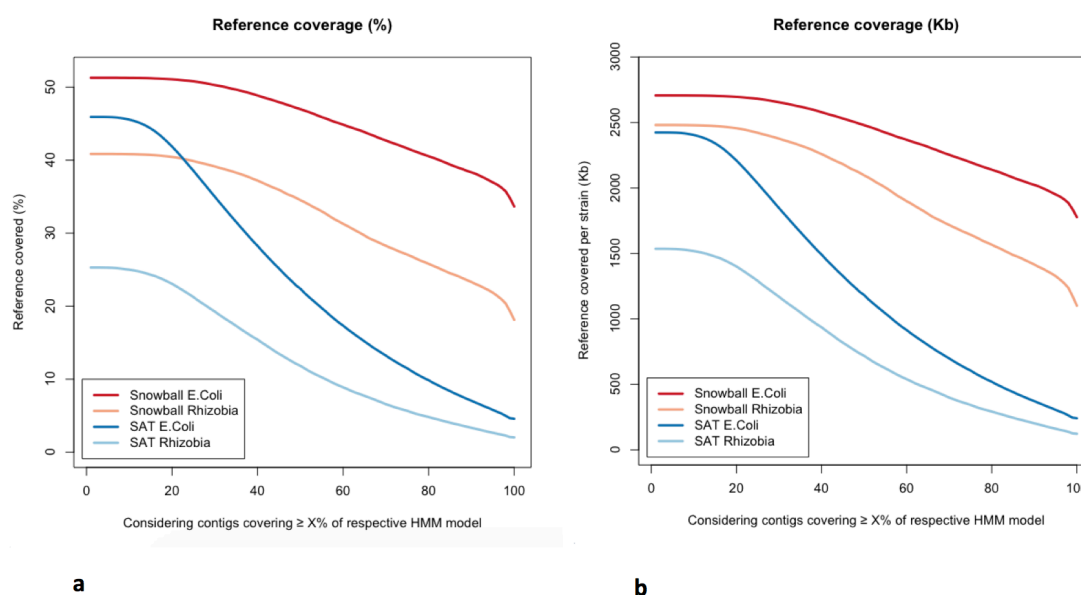 Reference coverage (%)
Reference covered (%)
50
40
30
20
10
0
Snowball E.Coli
Snowball Rhizobia
SAT E.Coli
SAT Rhizobia
0 20 40 60 80 100
Considering contigs covering ≥ X% of respective HMM model
a
Reference coverage (Kb)
Reference covered per strain (Kb)
3000
2500
2000
1500
1000
500
0
Snowball E.Coli
Snowball Rhizobia
SAT E.Coli
SAT Rhizobia
0 20 40 60 80 100
Considering contigs covering ≥ X% of respective HMM model
b